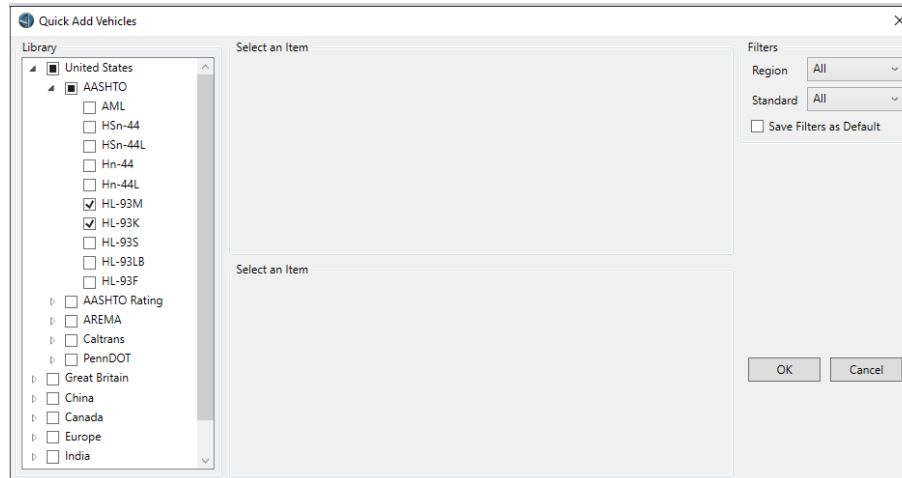 Quick Add Vehicles
Library
United States
AASHTO
AML
HSn-44
HSn-44L
Hn-44
Hn-44L
HL-93M
HL-93K
HL-93S
HL-93LB
HL-93F
AASHTO Rating
AREMA
Caltrans
PennDOT
Great Britain
China
Canada
Europe
India
Select an Item
Select an Item
Filters
Region All
Standard All
Save Filters as Default
OK Cancel